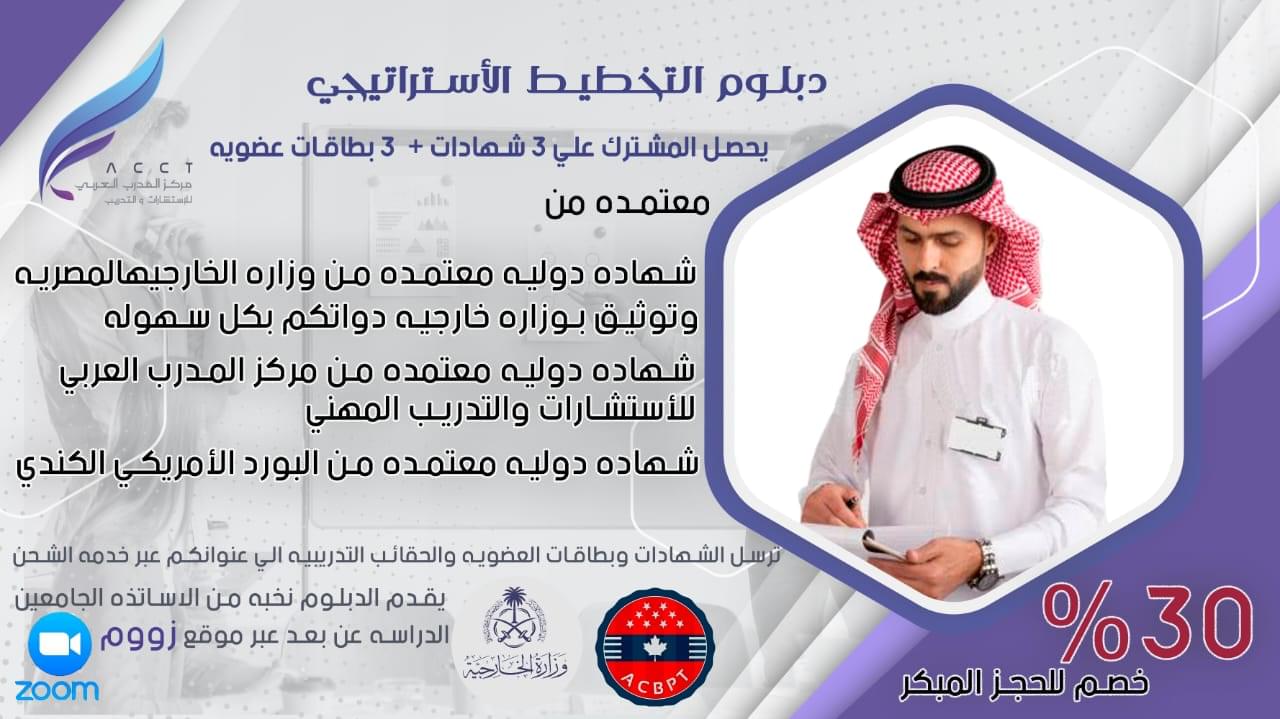 A C C T
مركز المدرب العربي
للإستشارات و التدريب
دبلوم التخطيط الأستراتيجي
يحصل المشترك علي 3 شهادات + 3 بطاقات عضويه
معتمده من
شهاده دوليه معتمده من وزاره الخارجيهالمصريه
وتوثيق بوزاره خارجيه دواتكم بكل سهوله
شهاده دوليه معتمده من مركز المدرب العربي
للأستشارات والتدريب المهني
شهاده دوليه معتمده من البورد الأمريكي الكندي
ترسل الشهادات وبطاقات العضويه والحقائب التدريبيه الي عنوانكم عبر خدمه الشحن
يقدم الدبلوم نخبه من الاساتذه الجامعين
الدراسه عن بعد عبر موقع زووم
zoom
وزارة الخارجية
ACBPT
%30
خصم للحجز المبكر